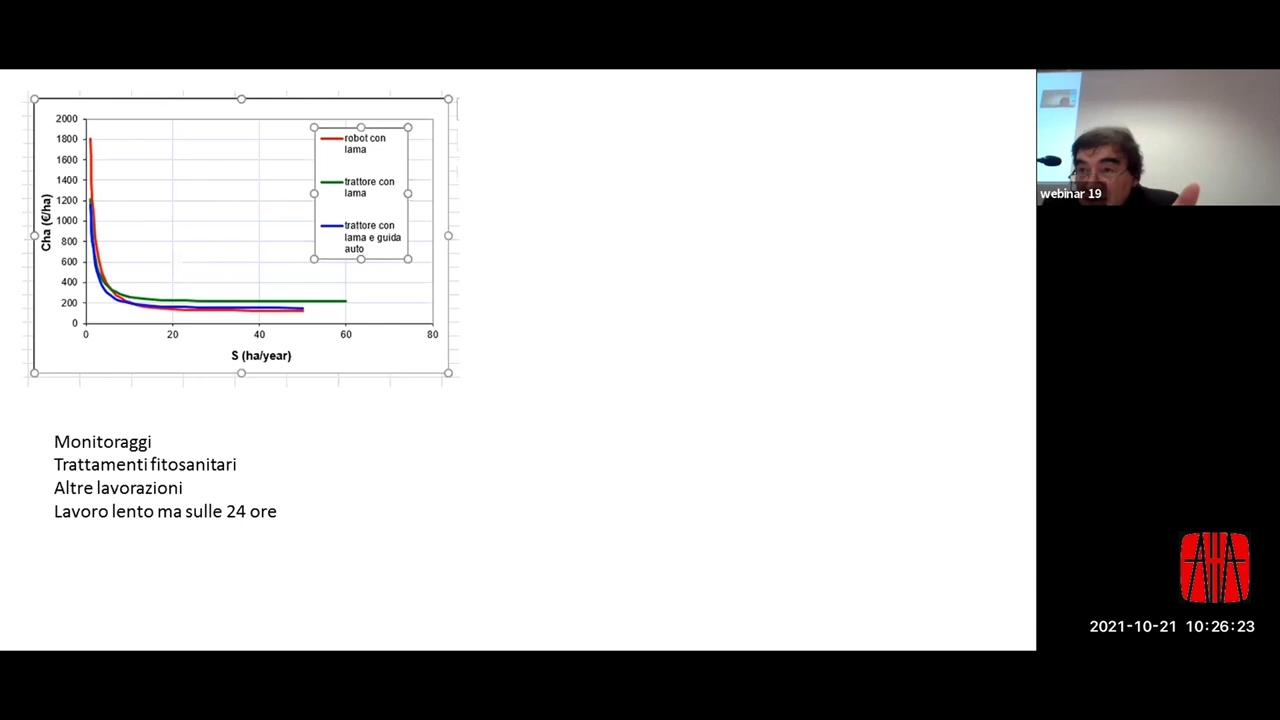 2000
1800
1600
1400
1200
1000
800
600
400
200
0
Cha (€/ha)
0 20 40 60 80
S (ha/year)
robot con
lama
trattore con
lama
trattore con
lama e guida
auto
Monitoraggi
Trattamenti fitosanitari
Altre lavorazioni
Lavoro lento ma sulle 24 ore
webinar 19
2021-10-21 10:26:23